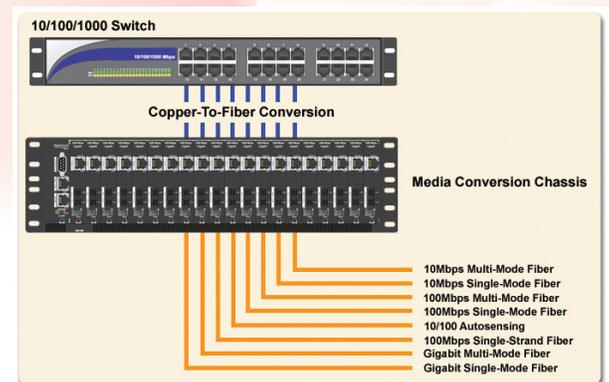 10/100/1000 Switch
10/100/1000 Mbps
Copper-To-Fiber Conversion
Media Conversion Chassis
10Mbps Multi-Mode Fiber
10Mbps Single-Mode Fiber
100Mbps Multi-Mode Fiber
100Mbps Single-Mode Fiber
10/100 Autosensing
100Mbps Single-Strand Fiber
Gigabit Multi-Mode Fiber
Gigabit Single-Mode Fiber